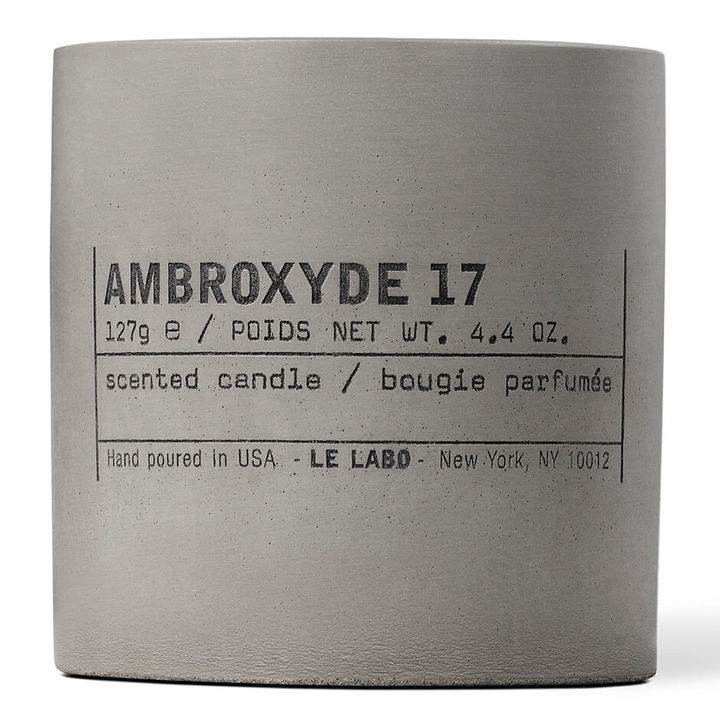 AMBROXYDE 17
127g ℮ / POIDS NET WT. 4.4 OZ.
scented candle / bougie parfumée
Hand poured in USA - LE LABO - New York, NY 10012